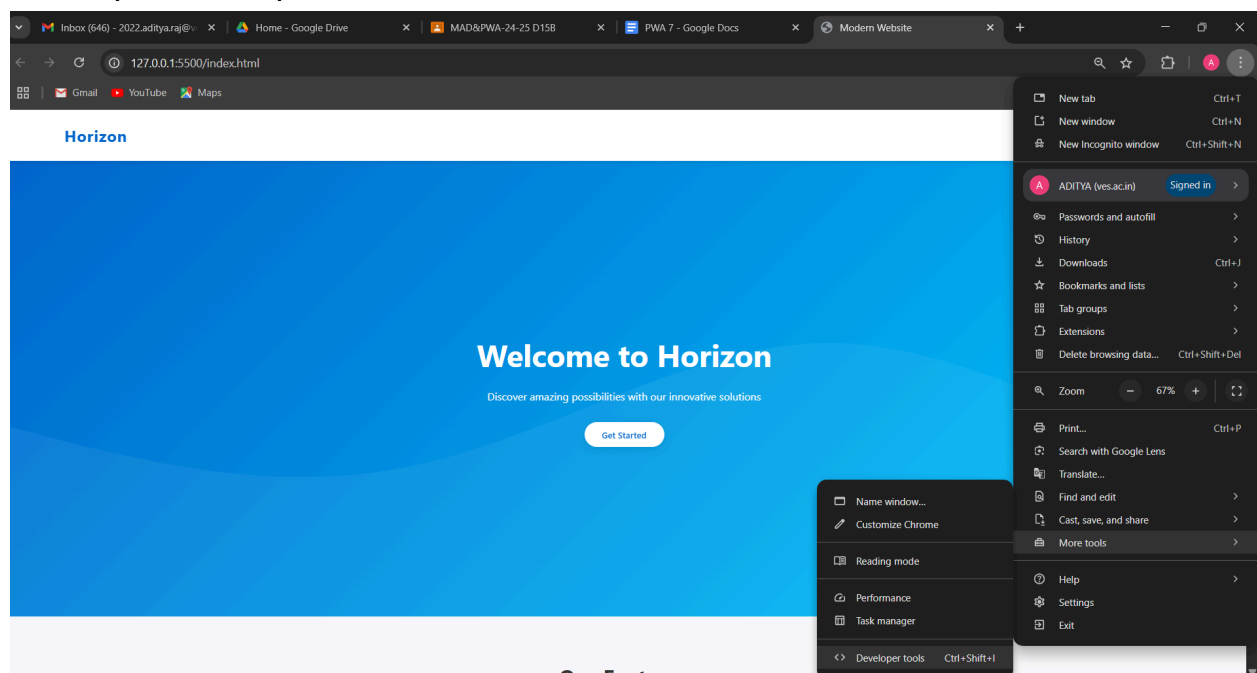 Inbox (646) - 2022.aditya.raj@v
Home - Google Drive
MAD&PWA-24-25 D15B
PWA 7 - Google Docs
Modern Website
127.0.0.1:5500/index.html
A
Gmail
YouTube
Maps
Horizon
Welcome to Horizon
Discover amazing possibilities with our innovative solutions
Get Started
New tab Ctrl+T
New window Ctrl+N
New Incognito window Ctrl+Shift+N
A ADITYA (ves.ac.in) Signed in
Passwords and autofill
History
Downloads Ctrl+J
Bookmarks and lists
Tab groups
Extensions
Delete browsing data... Ctrl+Shift+Del
Zoom − 67% +
Print... Ctrl+P
Search with Google Lens
Translate...
Find and edit
Cast, save, and share
More tools
Help
Settings
Exit
Name window...
Customize Chrome
Reading mode
Performance
Task manager
Developer tools Ctrl+Shift+I